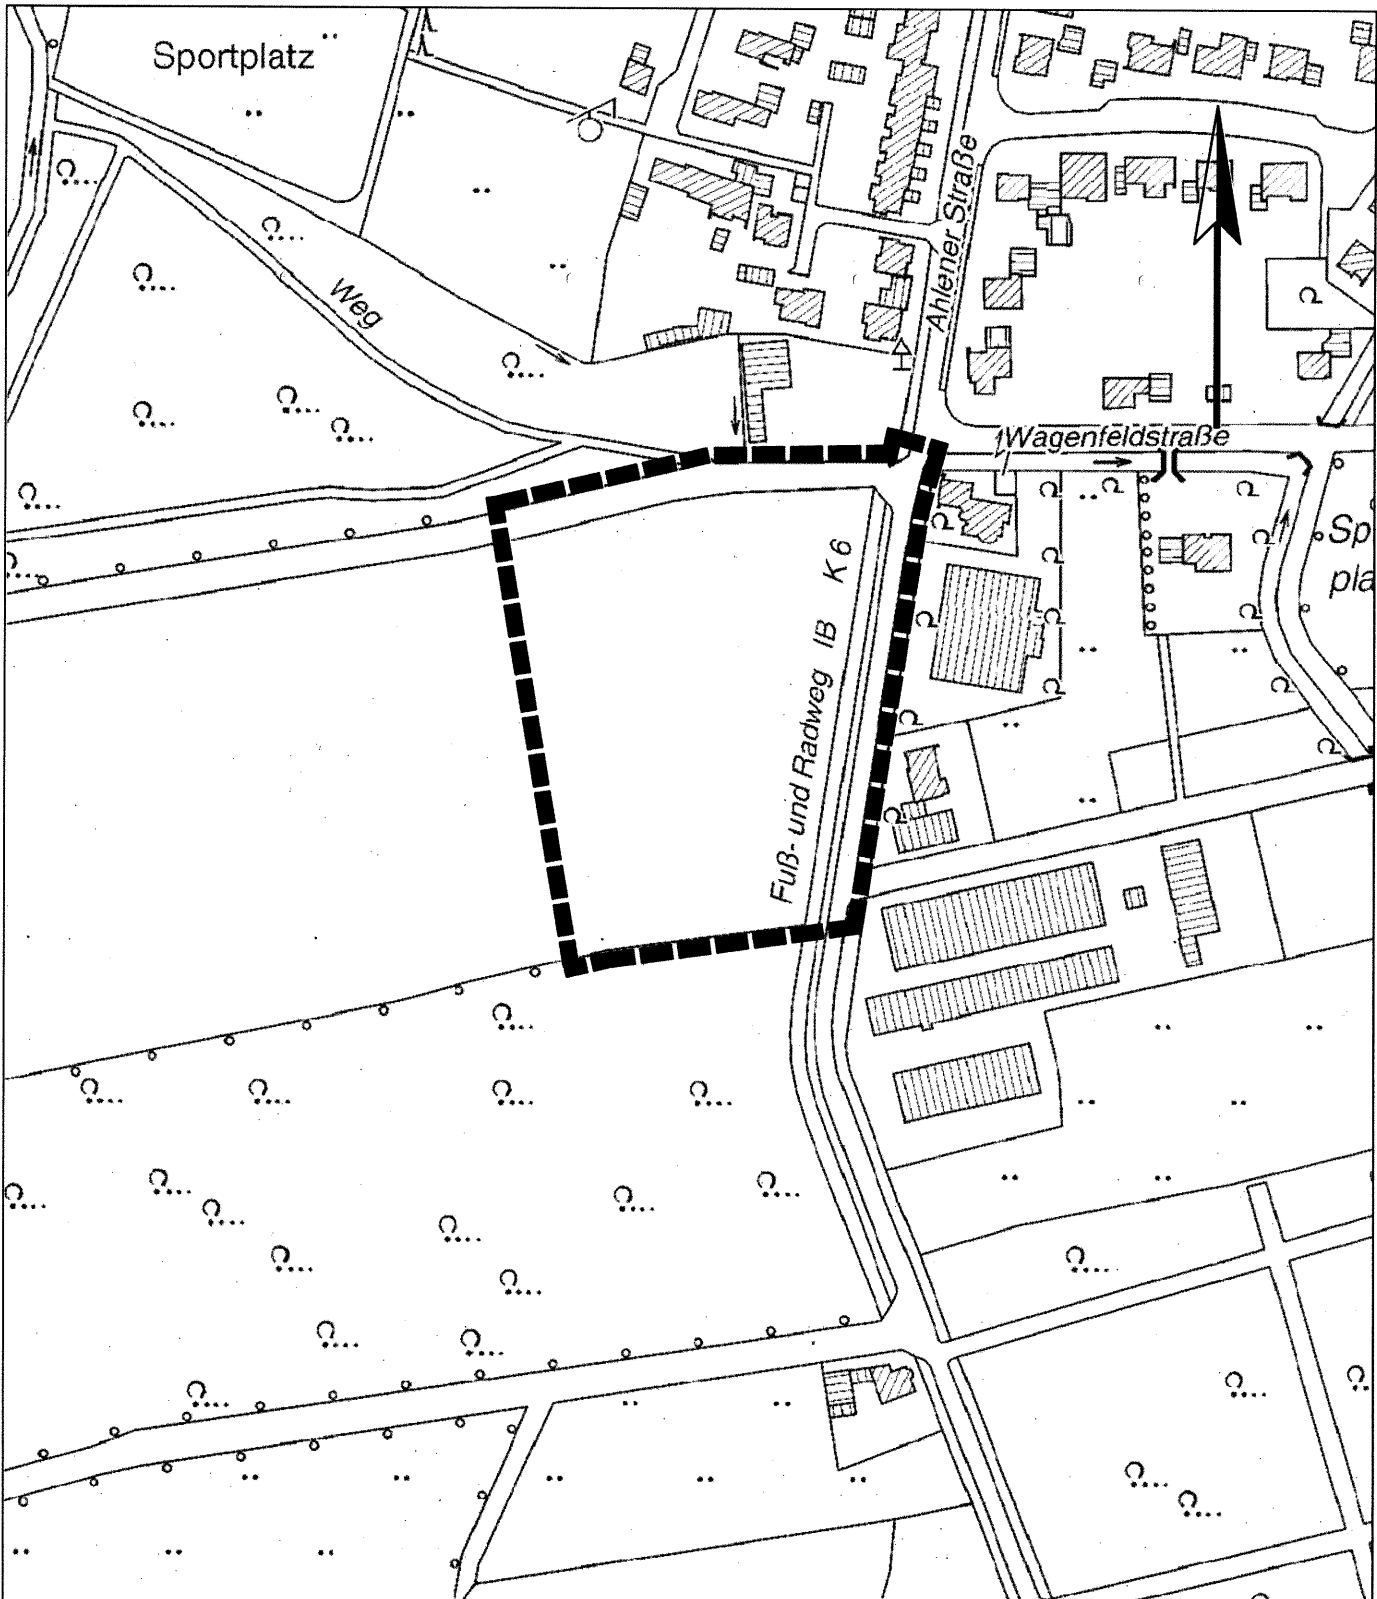 Sportplatz
Weg
Ahlener Straße
Wagenfeldstraße
Sp
pla
Fuß- und Radweg IB K 6